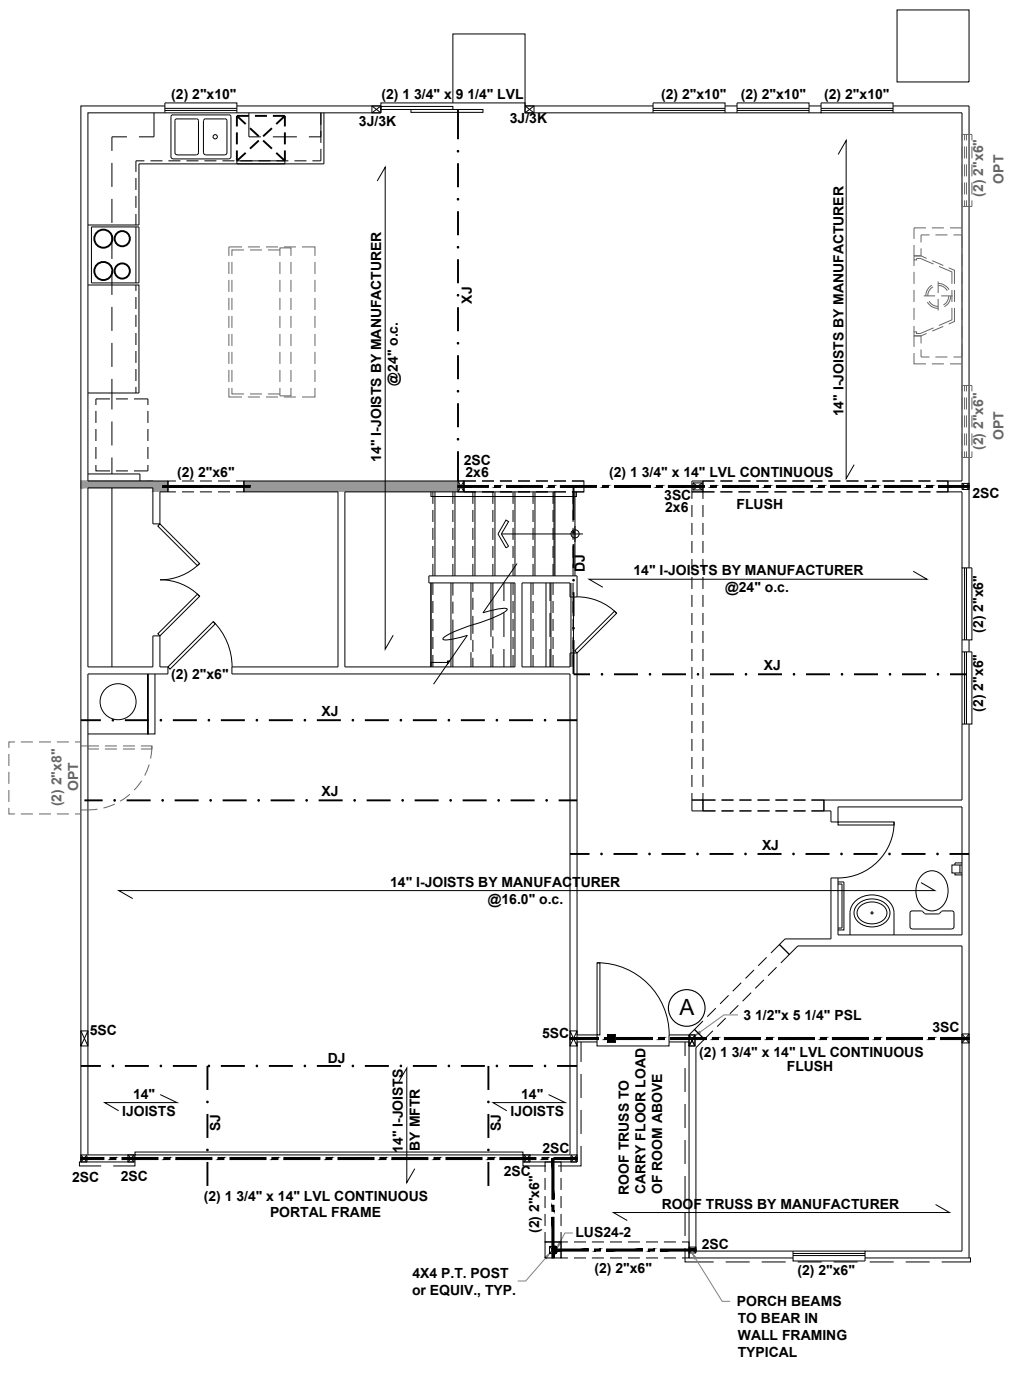 (2) 2"x10"
(2) 1 3/4" x 9 1/4" LVL
(2) 2"x10"
(2) 2"x10"
(2) 2"x10"
3J/3K
3J/3K
(2) 2"x6"
OPT
14" I-JOISTS BY MANUFACTURER
@24" o.c.
XJ
14" I-JOISTS BY MANUFACTURER
(2) 2"x6"
OPT
(2) 2"x6"
2SC
2x6
(2) 1 3/4" x 14" LVL CONTINUOUS
FLUSH
3SC
2x6
2SC
DJ
14" I-JOISTS BY MANUFACTURER
@24" o.c.
(2) 2"x6"
(2) 2"x6"
(2) 2"x6"
XJ
XJ
(2) 2"x8"
OPT
XJ
XJ
14" I-JOISTS BY MANUFACTURER
@16.0" o.c.
A
3 1/2"x 5 1/4" PSL
5SC
5SC
3SC
(2) 1 3/4" x 14" LVL CONTINUOUS
FLUSH
DJ
14"
IJOISTS
SJ
14" I-JOISTS
BY MFTR
SJ
14"
IJOISTS
ROOF TRUSS TO
CARRY FLOOR LOAD
OF ROOM ABOVE
2SC
2SC
2SC
2SC
(2) 1 3/4" x 14" LVL CONTINUOUS
PORTAL FRAME
(2) 2"x6"
ROOF TRUSS BY MANUFACTURER
LUS24-2
2SC
(2) 2"x6"
(2) 2"x6"
4X4 P.T. POST
or EQUIV., TYP.
PORCH BEAMS
TO BEAR IN
WALL FRAMING
TYPICAL